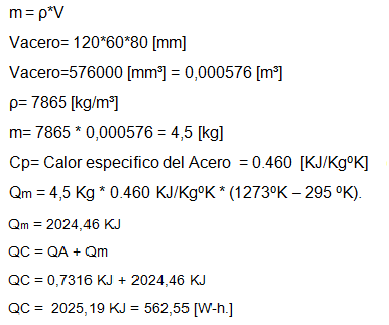 m = ρ*V
Vacero= 120*60*80 [mm]
Vacero=576000 [mm³] = 0,000576 [m³]
ρ= 7865 [kg/m³]
m= 7865 * 0,000576 = 4,5 [kg]
Cp= Calor especifico del Acero = 0.460 [KJ/KgºK]
Qm = 4,5 Kg * 0.460 KJ/KgºK * (1273ºK – 295 ºK).
Qm = 2024,46 KJ
QC = QA + Qm
QC = 0,7316 KJ + 2024,46 KJ
QC = 2025,19 KJ = 562,55 [W-h.]